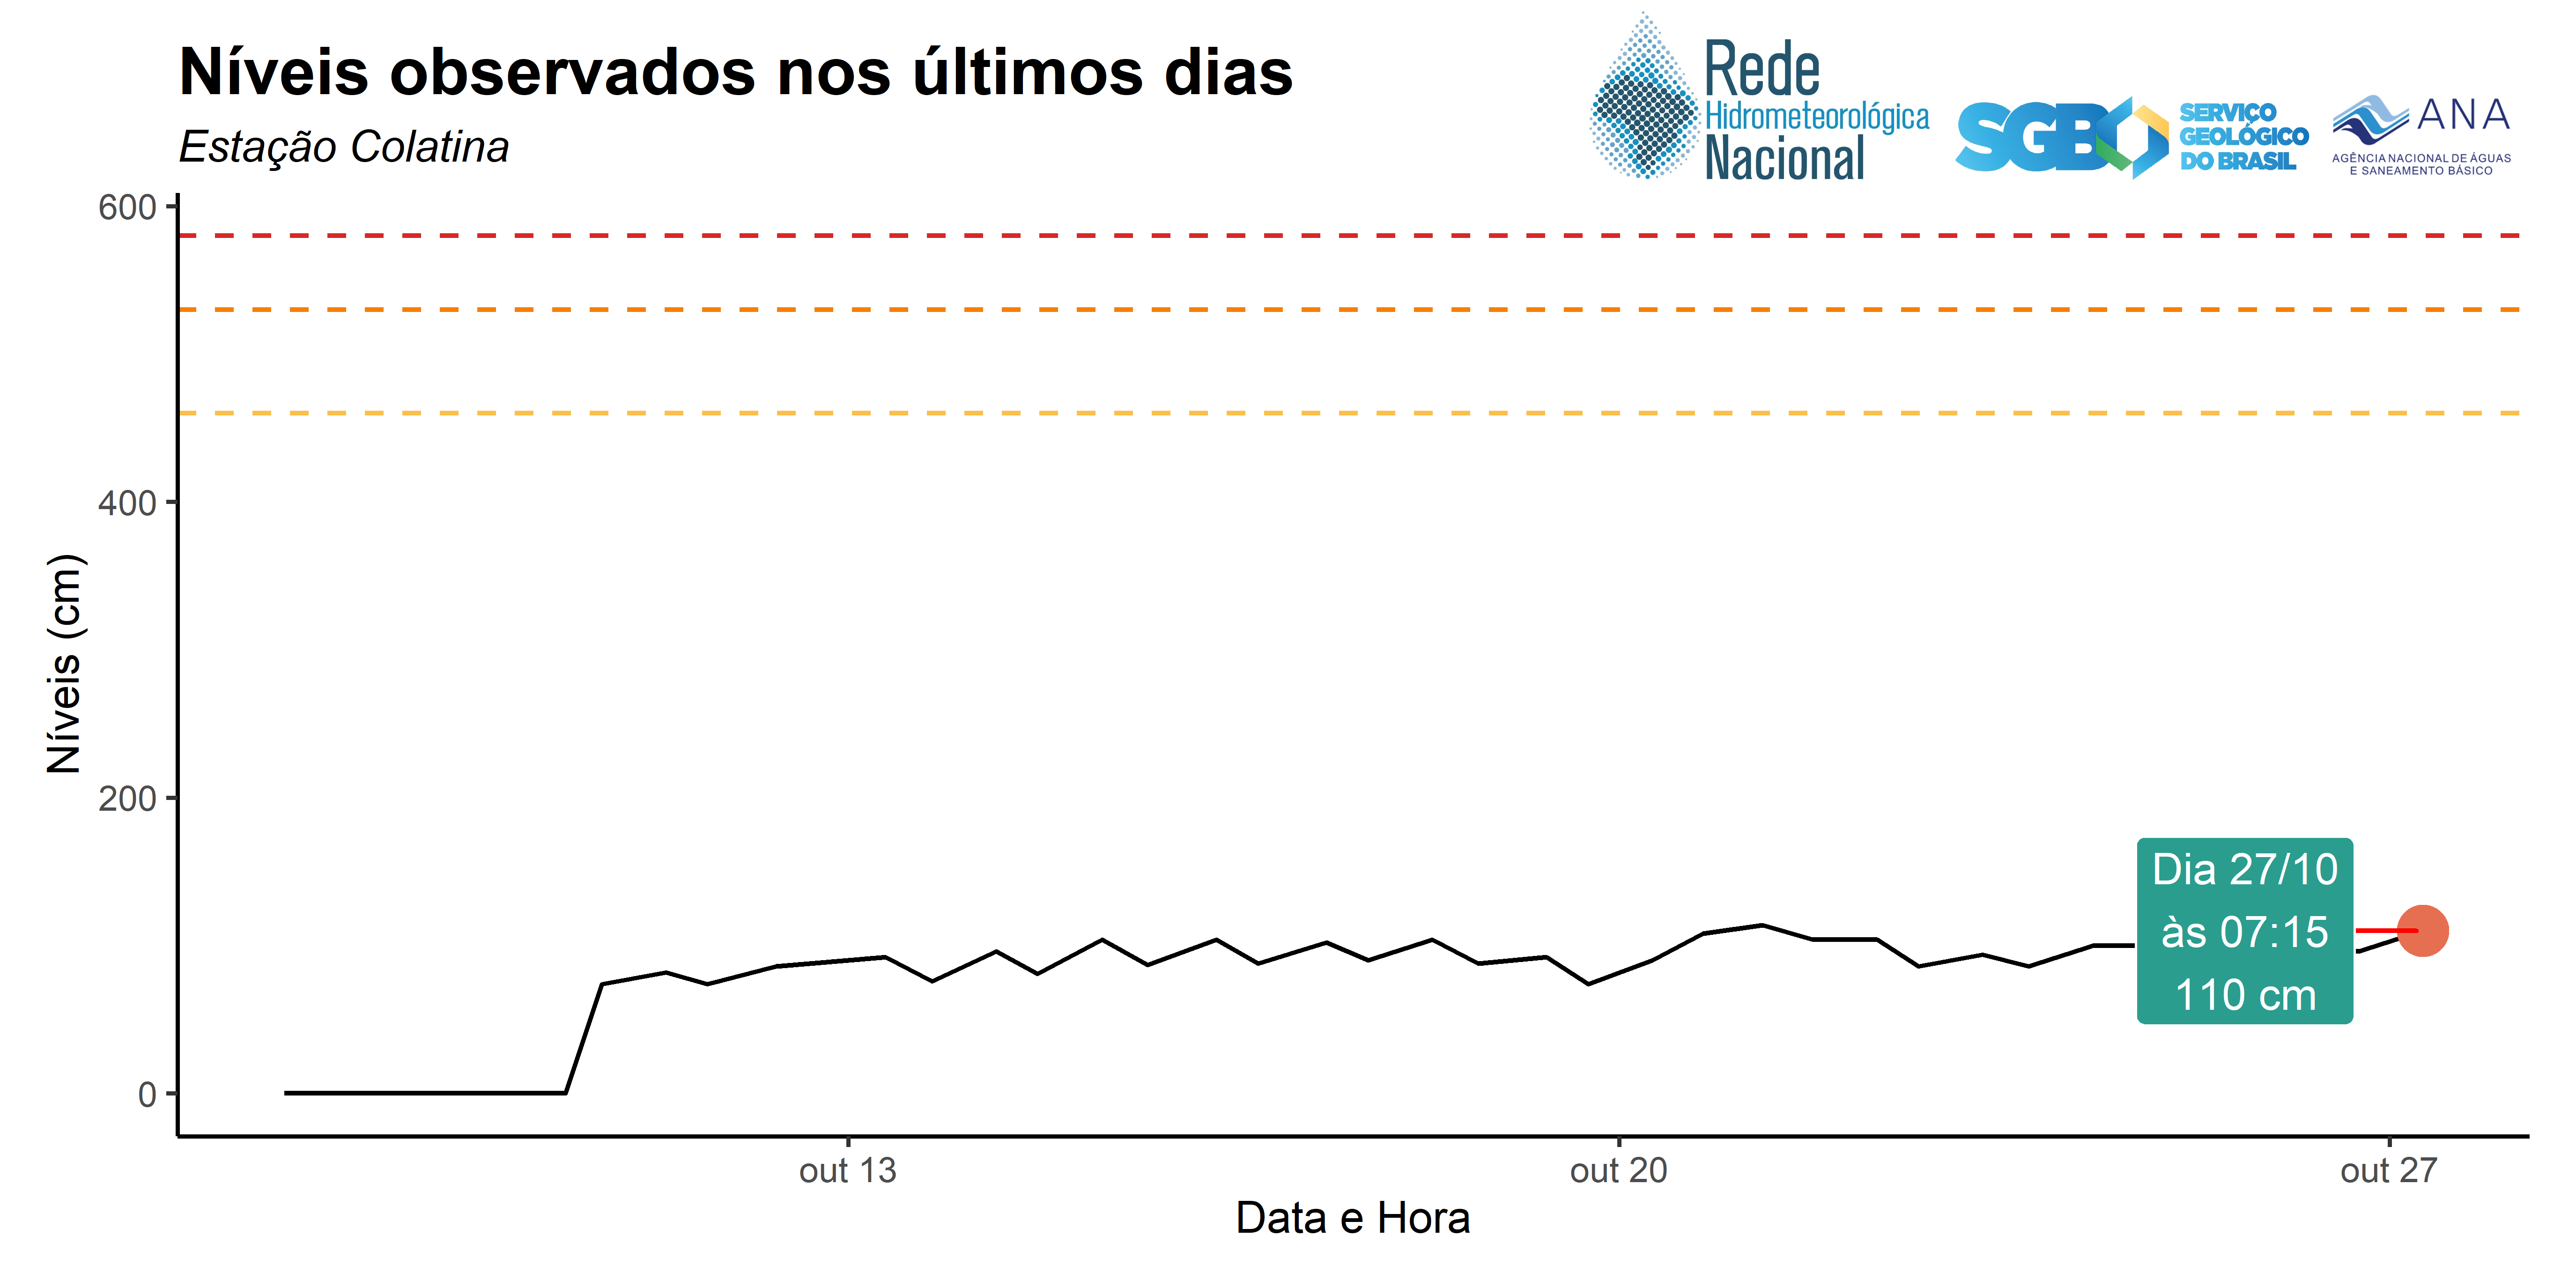 Níveis observados nos últimos dias
Estação Colatina
Rede
Hidrometeorológica
Nacional
SGB
SERVIÇO
GEOLÓGICO
DO BRASIL
ANA
AGÊNCIA NACIONAL DE ÁGUAS
E SANEAMENTO BÁSICO
600
400
200
0
Níveis (cm)
Dia 27/10
às 07:15
110 cm
out 13
out 20
out 27
Data e Hora